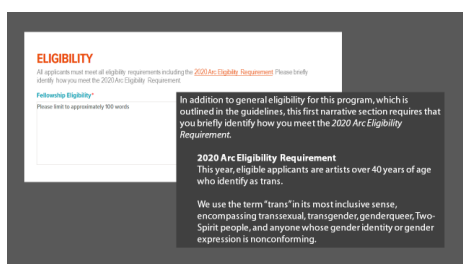 ELIGIBILITY
All applicants must meet all eligibility requirements including the 2020 Arc Eligibility Requirement Please briefly
identify how you meet the 2020 Arc Eligibility Requirement
Fellowship Eligibility*
Please limit to approximately 100 words
In addition to general eligibility for this program, which is
outlined in the guidelines, this first narrative section requires that
you briefly identify how you meet the 2020 Arc Eligibility
Requirement.
2020 Arc Eligibility Requirement
This year, eligible applicants are artists over 40 years of age
who identify as trans.
We use the term "trans" in its most inclusive sense,
encompassing transsexual, transgender, genderqueer, Two-
Spirit people, and anyone whose gender identity or gender
expression is nonconforming.